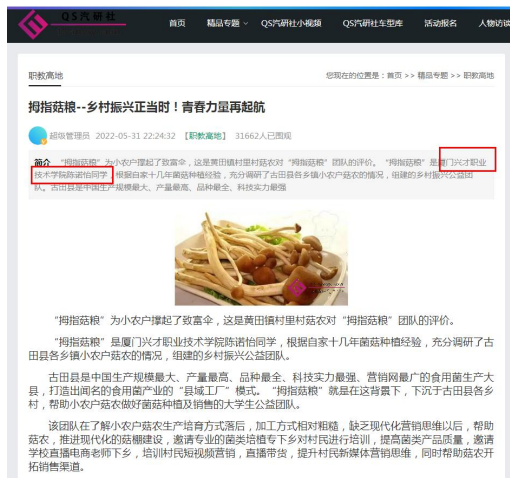 QS汽研社
首页 精品专题 QS汽研社小视频 QS汽研社车型库 活动报名 人物访谈
职教高地 您现在的位置是：首页 >> 精品专题 >> 职教高地
拇指菇粮--乡村振兴正当时！青春力量再起航
超级管理员 2022-05-31 22:24:32 【职教高地】 31662人已围观
简介 “拇指菇粮”为小农户撑起了致富伞，这是黄田镇村里村菇农对“拇指菇粮”团队的评价。 “拇指菇粮”是厦门兴才职业
技术学院陈诺怡同学，根据自家十几年菌菇种植经验，充分调研了古田县各乡镇小农户菇农的情况，组建的乡村振兴公益团
队。古田县是中国生产规模最大、产量最高、品种最全、科技实力最强
“拇指菇粮”为小农户撑起了致富伞，这是黄田镇村里村菇农对“拇指菇粮”团队的评价。
“拇指菇粮”是厦门兴才职业技术学院陈诺怡同学，根据自家十几年菌菇种植经验，充分调研了古
田县各乡镇小农户菇农的情况，组建的乡村振兴公益团队。
古田县是中国生产规模最大、产量最高、品种最全、科技实力最强、营销网最广的食用菌生产大
县，打造出闻名的食用菌产业的“县域工厂”模式。“拇指菇粮”就是在这背景下，下沉于古田县各乡
村，帮助小农户菇农做好菌菇种植及销售的大学生公益团队。
该团队在了解小农户菇农生产培育方式落后，加工方式相对粗糙，缺乏现代化营销思维以后，帮助
菇农，推进现代化的菇棚建设，邀请专业的菌类培植专下乡对村民进行培训，提高菌类产品质量，邀请
学校直播电商老师下乡，培训村民短视频营销，直播带货，提升村民新媒体营销思维，同时帮助菇农开
拓销售渠道。